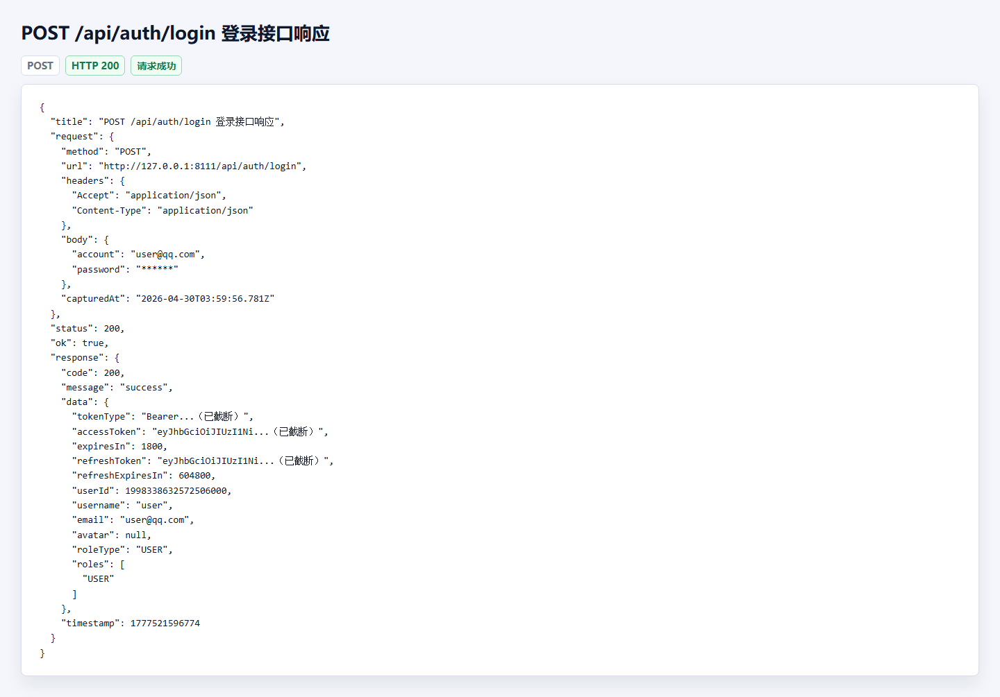 POST /api/auth/login 登录接口响应
POST HTTP 200 请求成功
{
  "title": "POST /api/auth/login 登录接口响应",
  "request": {
    "method": "POST",
    "url": "http://127.0.0.1:8111/api/auth/login",
    "headers": {
      "Accept": "application/json",
      "Content-Type": "application/json"
    },
    "body": {
      "account": "user@qq.com",
      "password": "******"
    },
    "capturedAt": "2026-04-30T03:59:56.781Z"
  },
  "status": 200,
  "ok": true,
  "response": {
    "code": 200,
    "message": "success",
    "data": {
      "tokenType": "Bearer...（已截断）",
      "accessToken": "eyJhbGciOiJIUzI1Ni...（已截断）",
      "expiresIn": 1800,
      "refreshToken": "eyJhbGciOiJIUzI1Ni...（已截断）",
      "refreshExpiresIn": 604800,
      "userId": 1998338632572506000,
      "username": "user",
      "email": "user@qq.com",
      "avatar": null,
      "roleType": "USER",
      "roles": [
        "USER"
      ]
    },
    "timestamp": 1777521596774
  }
}